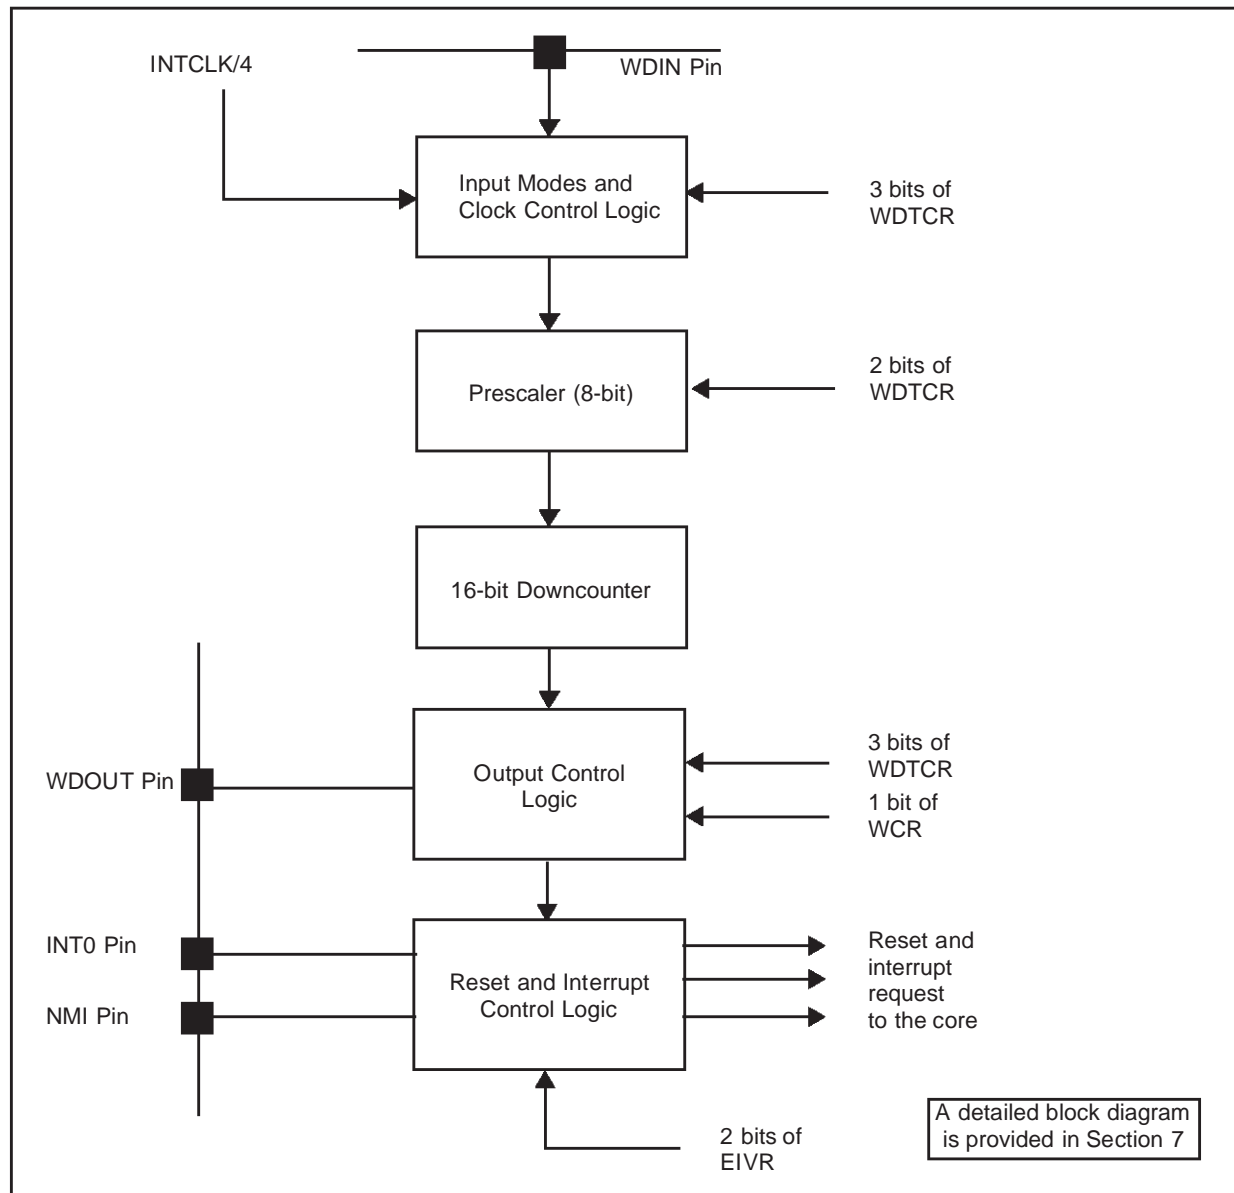 INTCLK/4
WDIN Pin
Input Modes and
Clock Control Logic
3 bits of
WDTCR
Prescaler (8-bit)
2 bits of
WDTCR
16-bit Downcounter
WDOUT Pin
Output Control
Logic
3 bits of
WDTCR
1 bit of
WCR
INT0 Pin
NMI Pin
Reset and Interrupt
Control Logic
Reset and
interrupt
request
to the core
2 bits of
EIVR
A detailed block diagram
is provided in Section 7